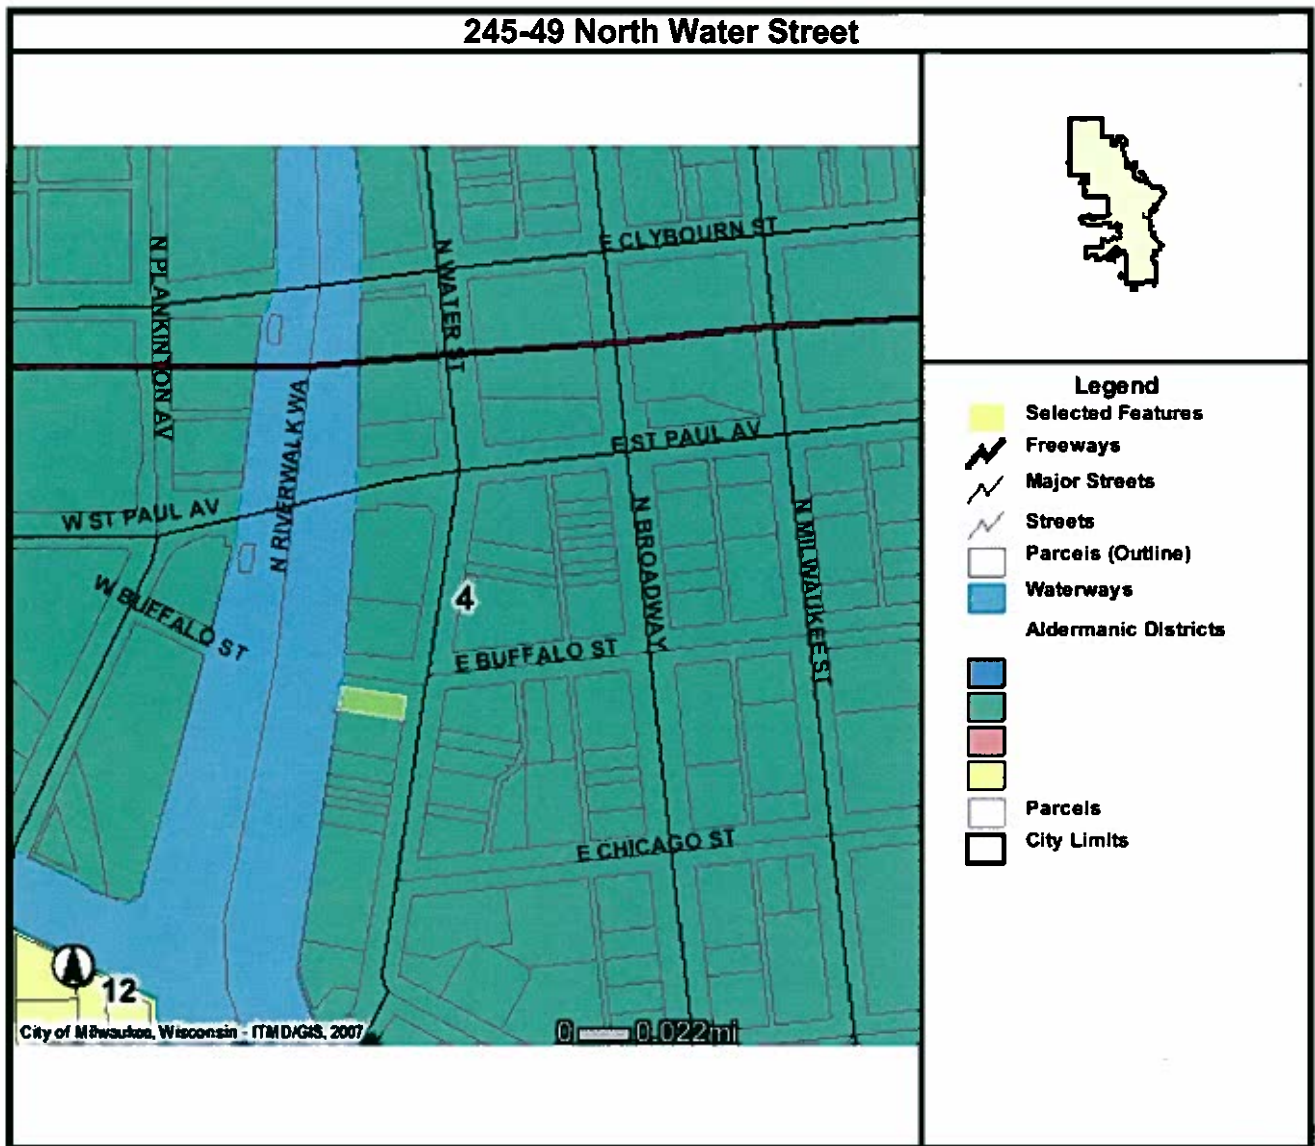 245-49 North Water Street
E CLYBOURN ST
N PLANKINTON AV
N WATER ST
N RIVERWALK WA
E ST PAUL AV
W ST PAUL AV
N BROADWAY
N MILWAUKEE ST
W BUFFALO ST
4
E BUFFALO ST
E CHICAGO ST
12
City of Milwaukee, Wisconsin - ITMD/GIS, 2007
0 0.022mi
Legend
Selected Features
Freeways
Major Streets
Streets
Parcels (Outline)
Waterways
Aldermanic Districts
Parcels
City Limits